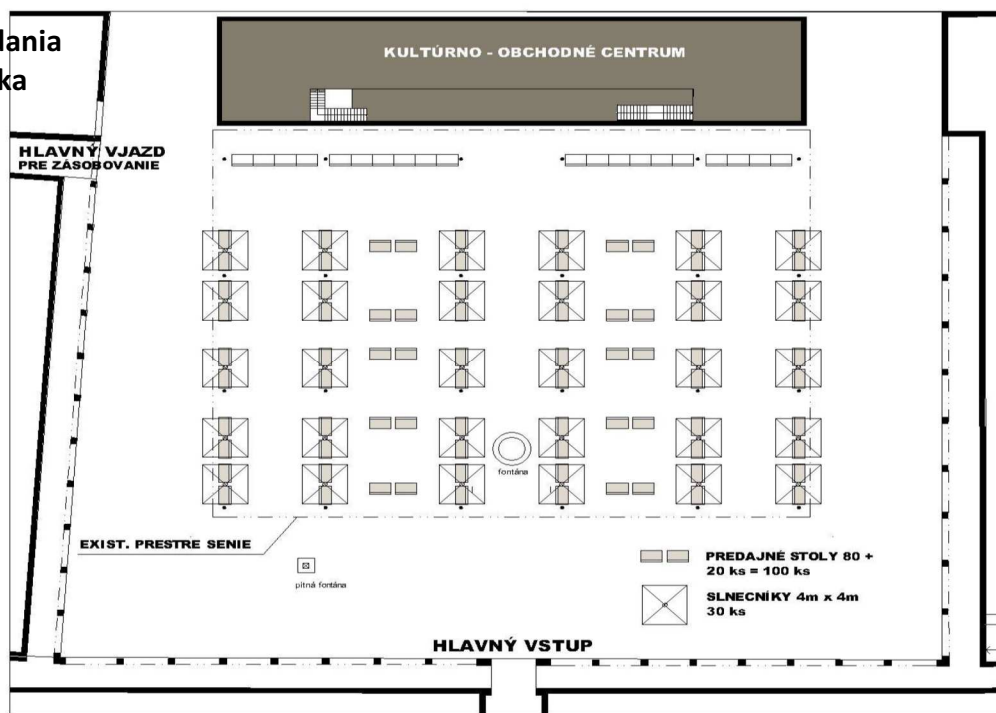 dania
ka
KULTÚRNO - OBCHODNÉ CENTRUM
HLAVNÝ VJAZD
PRE ZÁSOBOVANIE
fontána
EXIST. PRESTRE SENIE
pitná fontána
PREDAJNÉ STOLY 80 +
20 ks = 100 ks
SLNECNÍKY 4m x 4m
30 ks
HLAVNÝ VSTUP